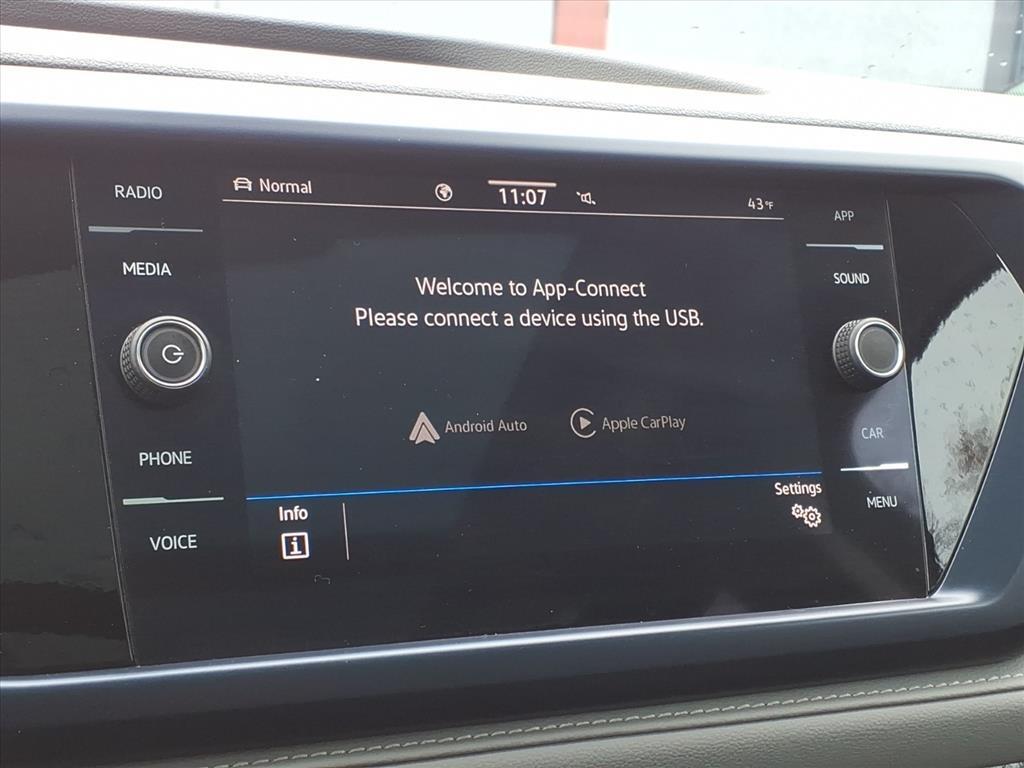 RADIO
MEDIA
PHONE
VOICE
Normal
11:07
43°F
Welcome to App-Connect
Please connect a device using the USB.
Android Auto
Apple CarPlay
Info
i
Settings
APP
SOUND
CAR
MENU